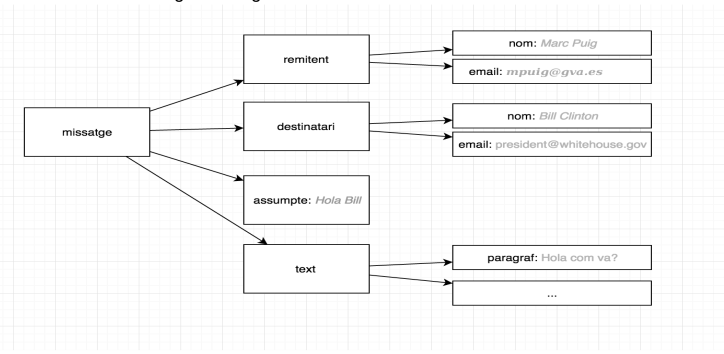 remitent
nom: Marc Puig
email: mpuig@gva.es
missatge
destinatari
nom: Bill Clinton
email: president@whitehouse.gov
assumpte: Hola Bill
text
paragraf: Hola com va?
...